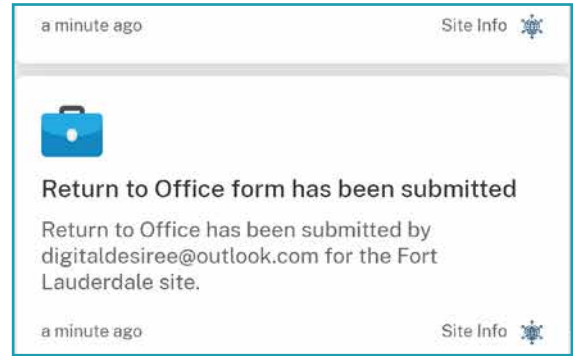 a minute ago Site Info
Return to Office form has been submitted
Return to Office has been submitted by
digitaldesiree@outlook.com for the Fort
Lauderdale site.
a minute ago Site Info